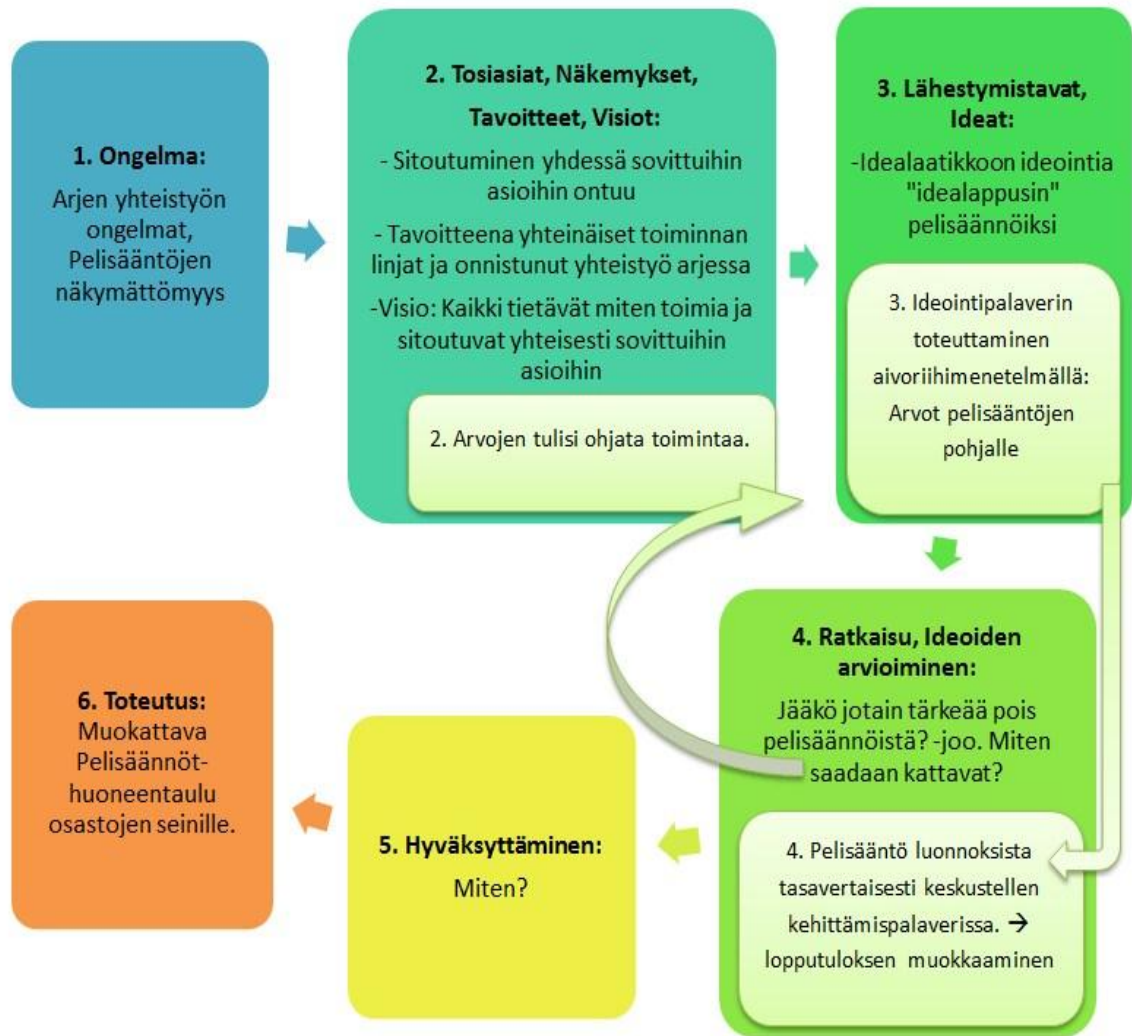 1. Ongelma:
Arjen yhteistyön
ongelmat,
Pelisääntöjen
näkymättömyys
2. Tosiasiat, Näkemykset,
Tavoitteet, Visiot:
- Sitoutuminen yhdessä sovittuihin
asioihin ontuu
- Tavoitteena yhteinäiset toiminnan
linjat ja onnistunut yhteistyö arjessa
-Visio: Kaikki tietävät miten toimia ja
sitoutuvat yhteisesti sovittuihin
asioihin
2. Arvojen tulisi ohjata toimintaa.
3. Lähestymistavat,
Ideat:
-Idealaatikkoon ideointia
"idealappusin"
pelisäännöiksi
3. Ideointipalaverin
toteuttaminen
aivoriihimenetelmällä:
Arvot pelisääntöjen
pohjalle
4. Ratkaisu, Ideoiden
arvioiminen:
Jääkö jotain tärkeää pois
pelisäännöistä? -joo. Miten
saadaan kattavat?
4. Pelisääntö luonnoksista
tasavertaisesti keskustellen
kehittämispalaverissa. →
lopputuloksen muokkaaminen
5. Hyväksyttäminen:
Miten?
6. Toteutus:
Muokattava
Pelisäännöt-
huoneentaulu
osastojen seinille.